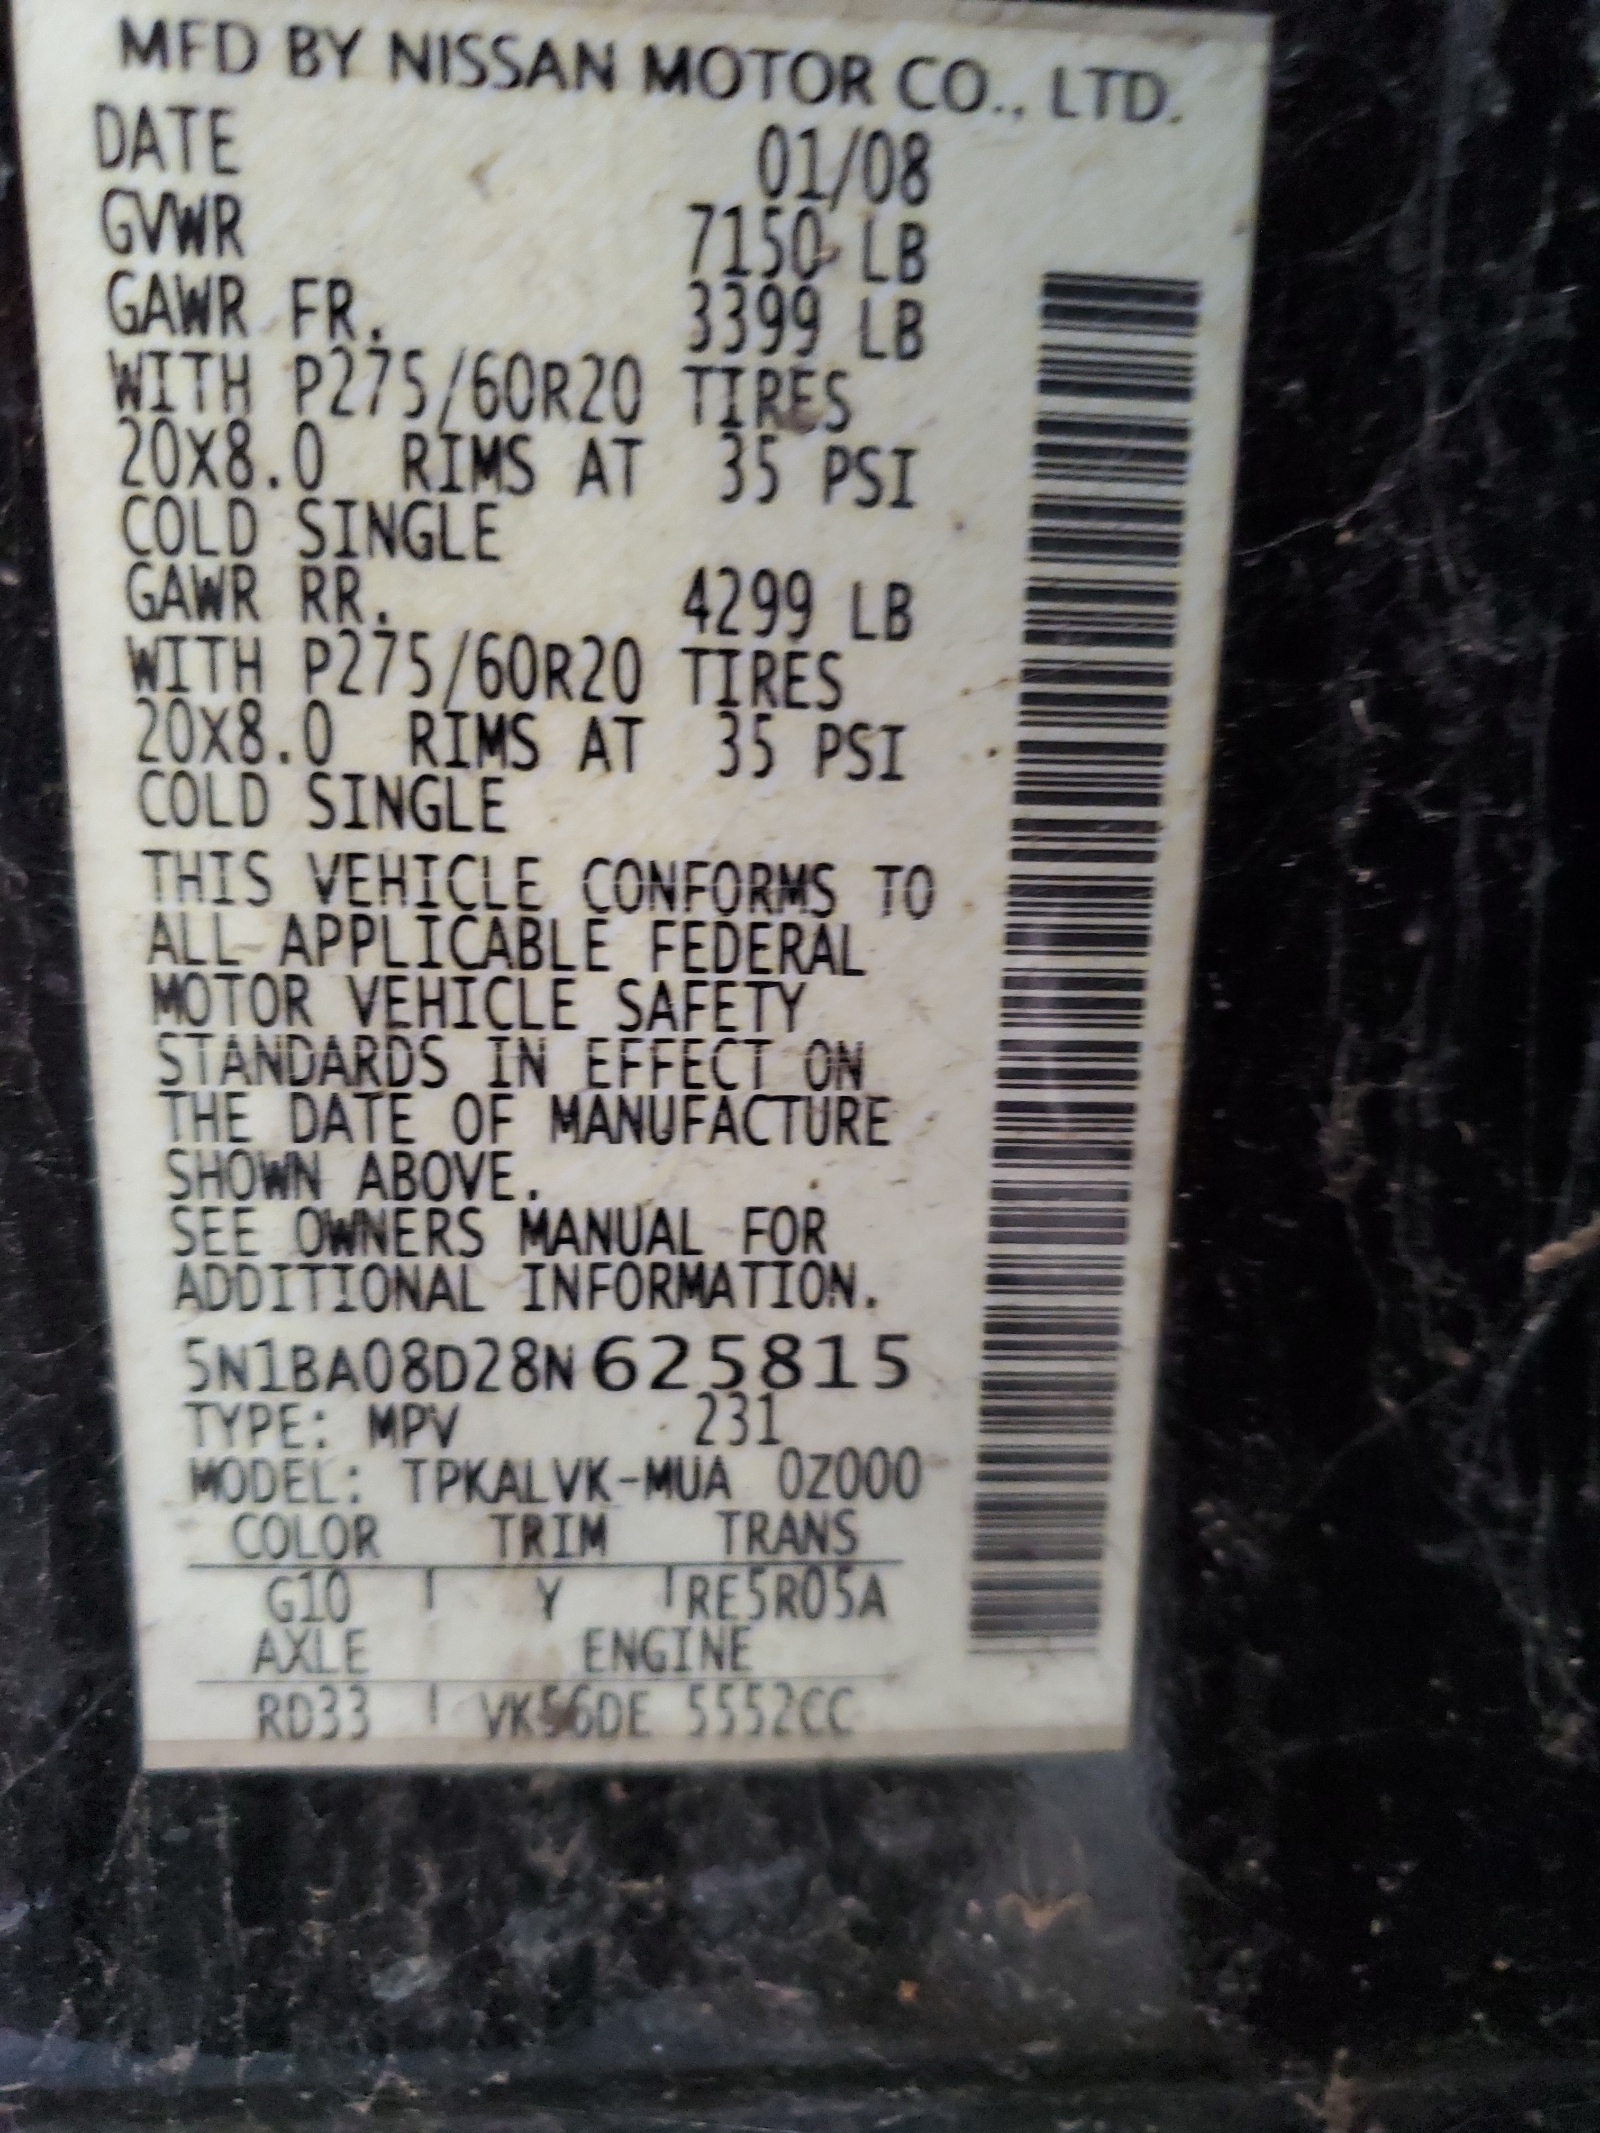 MFD BY NISSAN MOTOR CO., LTD.
DATE 01/08
GVWR 7150 LB
GAWR FR. 3399 LB
WITH P275/60R20 TIRES
20X8.0 RIMS AT 35 PSI
COLD SINGLE
GAWR RR. 4299 LB
WITH P275/60R20 TIRES
20X8.0 RIMS AT 35 PSI
COLD SINGLE
THIS VEHICLE CONFORMS TO
ALL APPLICABLE FEDERAL
MOTOR VEHICLE SAFETY
STANDARDS IN EFFECT ON
THE DATE OF MANUFACTURE
SHOWN ABOVE.
SEE OWNERS MANUAL FOR
ADDITIONAL INFORMATION.
5N1BA08D28N625815
TYPE: MPV 231
MODEL: TPKALVK-MUA 0Z000
COLOR TRIM TRANS
G10 | Y | RE5R05A
AXLE ENGINE
RD33 | VK56DE 5552CC